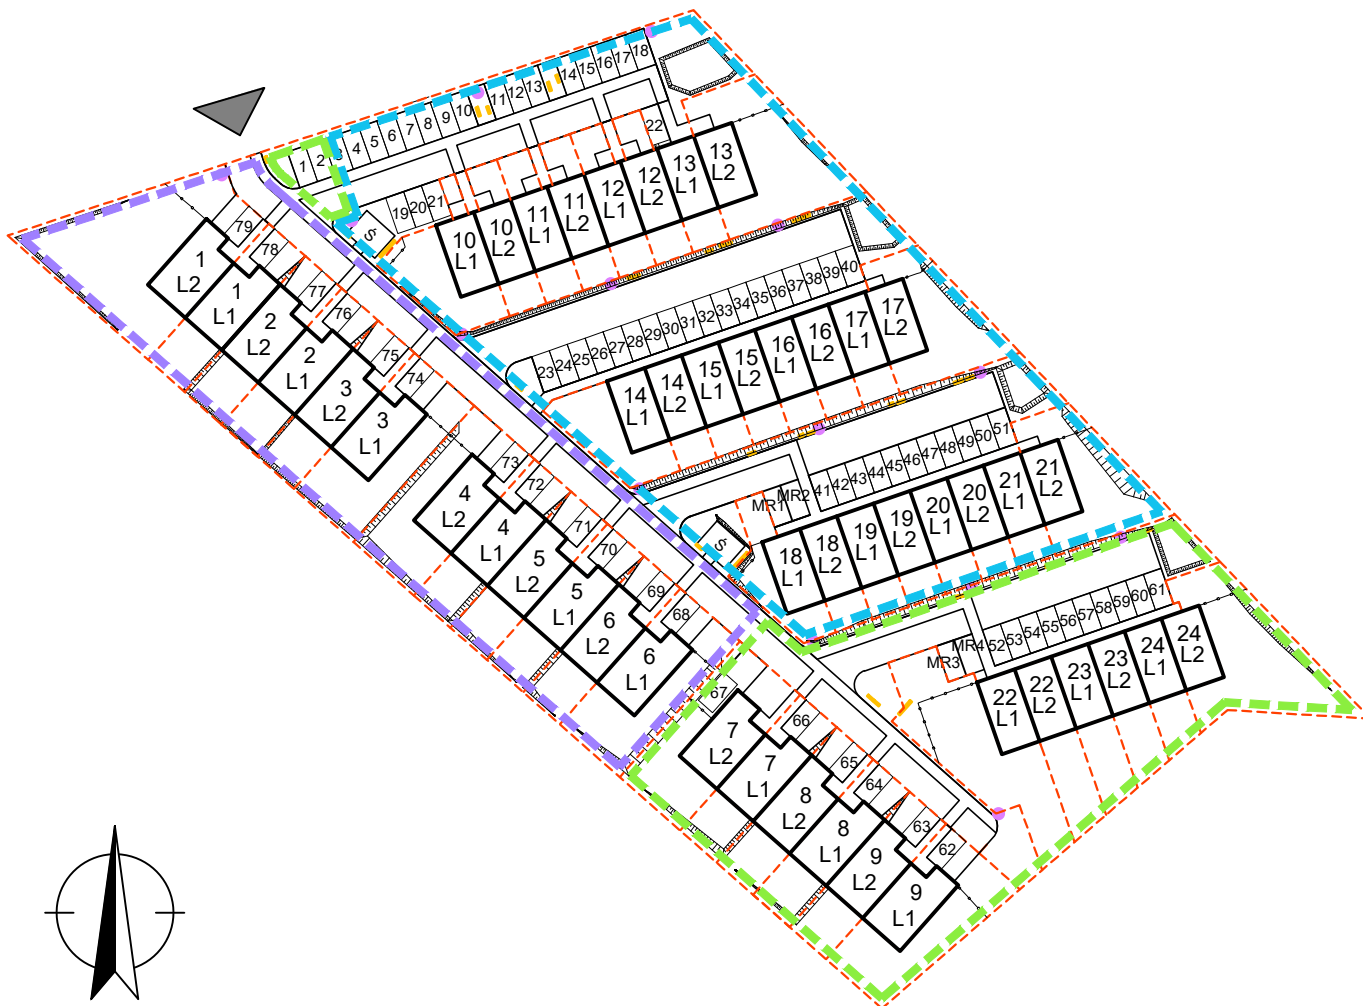 1
2
3
4
5
6
7
8
9
10
11
12
13
14
15
16
17
18
19
20
21
22
10
L1
10
L2
11
L1
11
L2
12
L1
12
L2
13
L1
13
L2
Ś
79
78
77
76
75
74
1
L2
1
L1
2
L2
2
L1
3
L2
3
L1
23
24
25
26
27
28
29
30
31
32
33
34
35
36
37
38
39
40
14
L1
14
L2
15
L1
15
L2
16
L1
16
L2
17
L1
17
L2
73
72
71
70
69
68
4
L2
4
L1
5
L2
5
L1
6
L2
6
L1
MR1
MR2
41
42
43
44
45
46
47
48
49
50
51
Ś
18
L1
18
L2
19
L1
19
L2
20
L1
20
L2
21
L1
21
L2
MR3
MR4
52
53
54
55
56
57
58
59
60
61
22
L1
22
L2
23
L1
23
L2
24
L1
24
L2
67
66
65
64
63
62
7
L2
7
L1
8
L2
8
L1
9
L2
9
L1